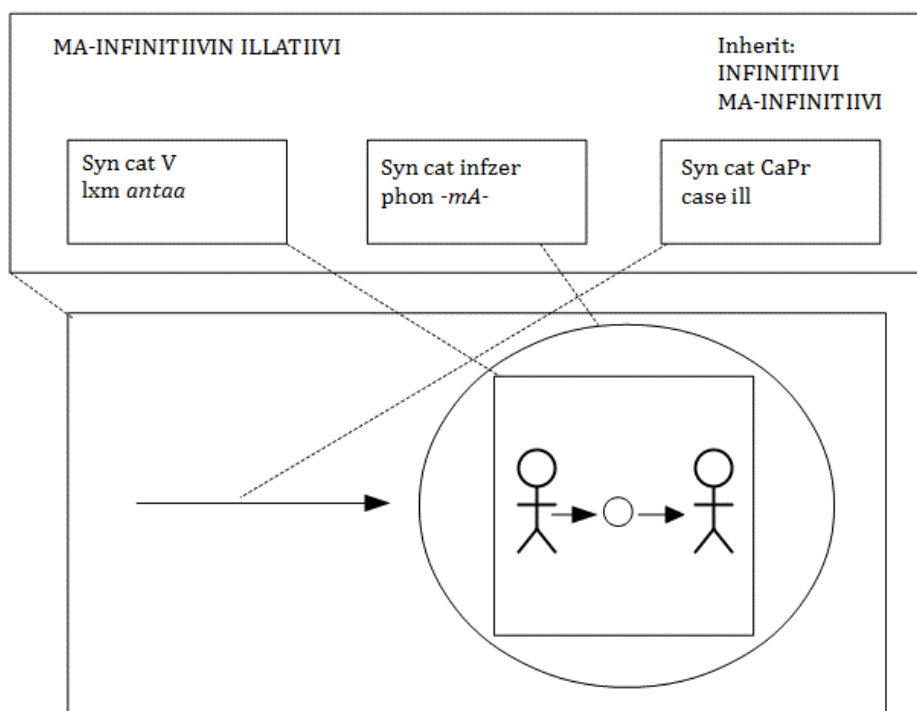 MA-INFINITIIVIN ILLATIIVI
Inherit:
INFINITIIVI
MA-INFINITIIVI
Syn cat V
lxm antaa
Syn cat infzer
phon -mA-
Syn cat CaPr
case ill